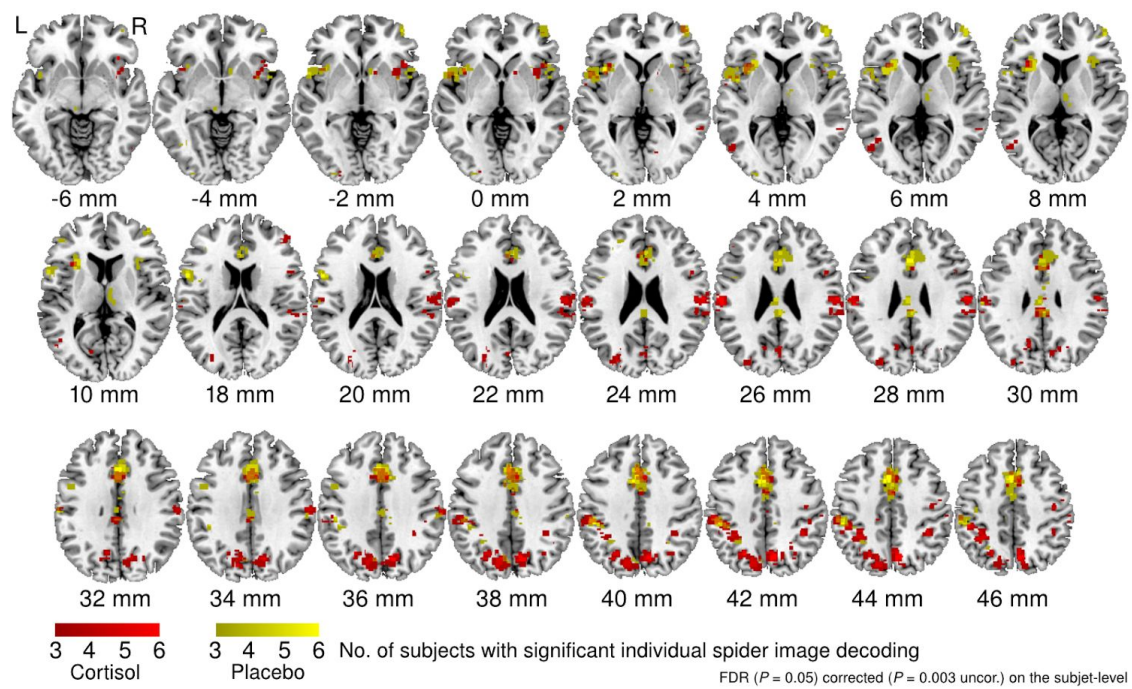 L R
-6 mm -4 mm -2 mm 0 mm 2 mm 4 mm 6 mm 8 mm
10 mm 18 mm 20 mm 22 mm 24 mm 26 mm 28 mm 30 mm
32 mm 34 mm 36 mm 38 mm 40 mm 42 mm 44 mm 46 mm
3 4 5 6 3 4 5 6 No. of subjects with significant individual spider image decoding
Cortisol Placebo
FDR (P = 0.05) corrected (P = 0.003 uncor.) on the subjet-level